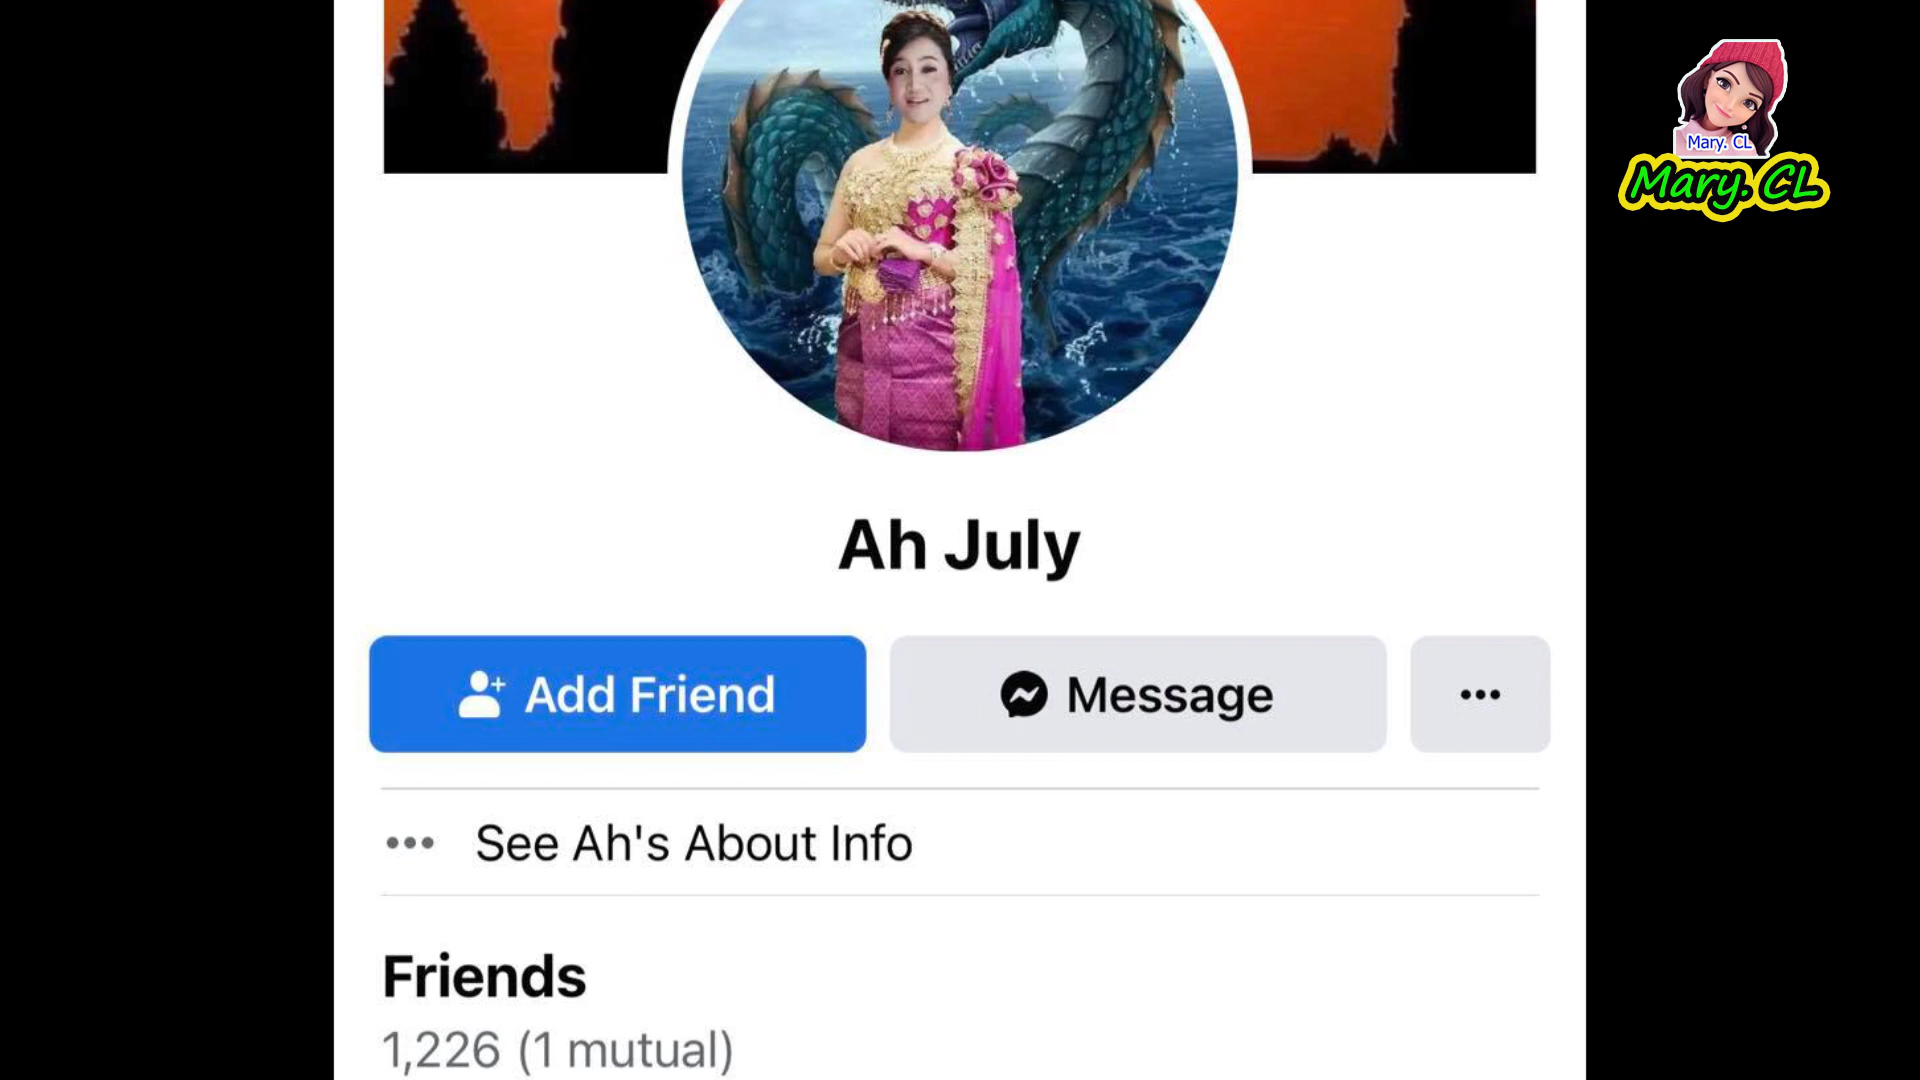 Mary. CL
Mary. CL
Ah July
Add Friend
Message
See Ah's About Info
Friends
1,226 (1 mutual)